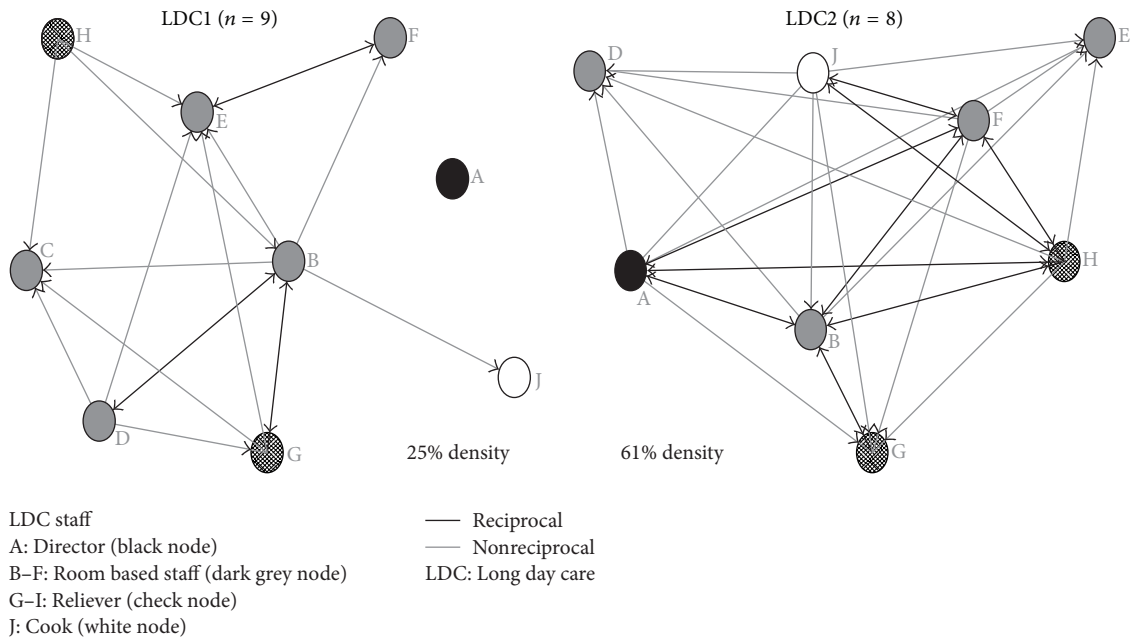 LDC1 (n = 9)
H
F
E
A
C
B
J
D
G
25% density
LDC2 (n = 8)
E
D
J
F
H
A
B
G
61% density
LDC staff
A: Director (black node)
B–F: Room based staff (dark grey node)
G–I: Reliever (check node)
J: Cook (white node)
Reciprocal
Nonreciprocal
LDC: Long day care